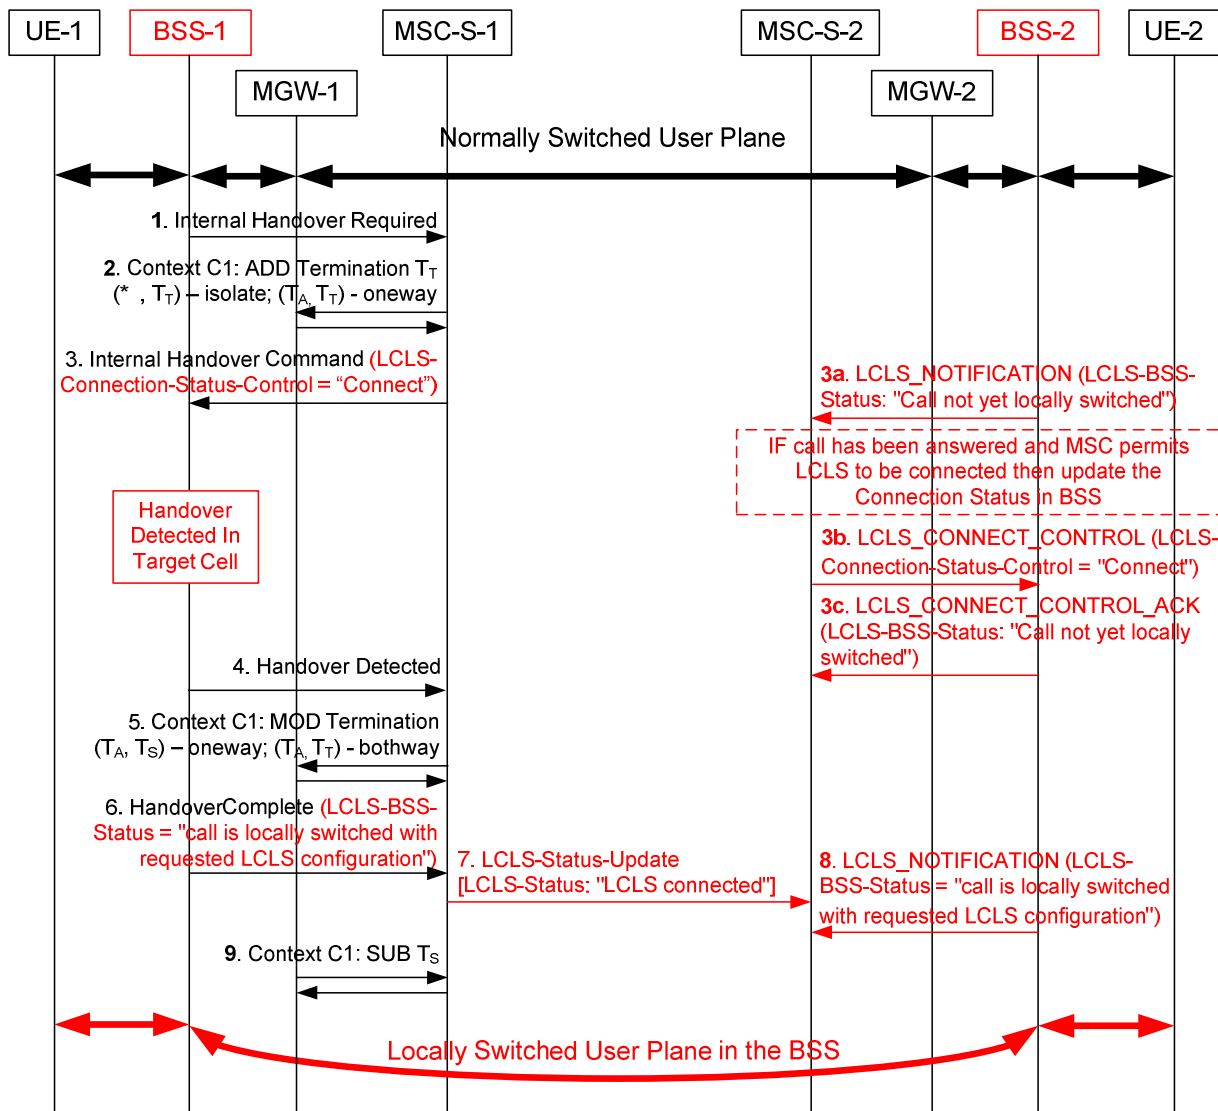 UE-1
BSS-1
MSC-S-1
MSC-S-2
BSS-2
UE-2
MGW-1
MGW-2
Normally Switched User Plane
1. Internal Handover Required
2. Context C1: ADD Termination TT
(* , TT) – isolate; (TA, TT) - oneway
3. Internal Handover Command (LCLS-
Connection-Status-Control = “Connect”)
3a. LCLS_NOTIFICATION (LCLS-BSS-
Status: "Call not yet locally switched")
IF call has been answered and MSC permits
LCLS to be connected then update the
Connection Status in BSS
Handover
Detected In
Target Cell
3b. LCLS_CONNECT_CONTROL (LCLS-
Connection-Status-Control = "Connect")
3c. LCLS_CONNECT_CONTROL_ACK
(LCLS-BSS-Status: "Call not yet locally
switched")
4. Handover Detected
5. Context C1: MOD Termination
(TA, TS) – oneway; (TA, TT) - bothway
6. HandoverComplete (LCLS-BSS-
Status = "call is locally switched with
requested LCLS configuration")
7. LCLS-Status-Update
[LCLS-Status: "LCLS connected"]
8. LCLS_NOTIFICATION (LCLS-
BSS-Status = "call is locally switched
with requested LCLS configuration")
9. Context C1: SUB TS
Locally Switched User Plane in the BSS